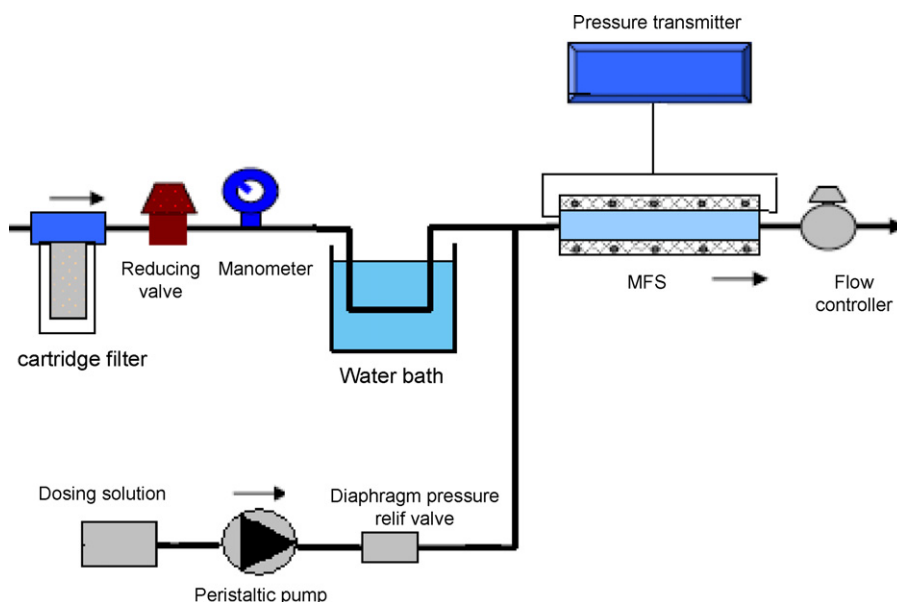 Pressure transmitter
Reducing
valve
Manometer
MFS
Flow
controller
cartridge filter
Water bath
Dosing solution
Diaphragm pressure
relif valve
Peristaltic pump